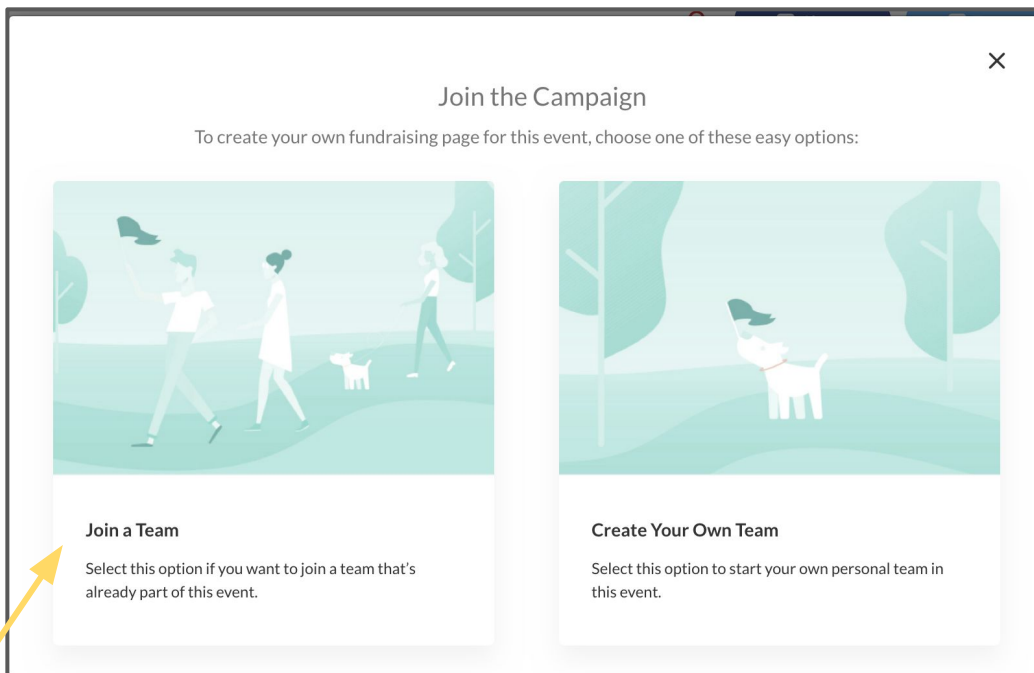 Join the Campaign
To create your own fundraising page for this event, choose one of these easy options:
Join a Team
Select this option if you want to join a team that’s
already part of this event.
Create Your Own Team
Select this option to start your own personal team in
this event.